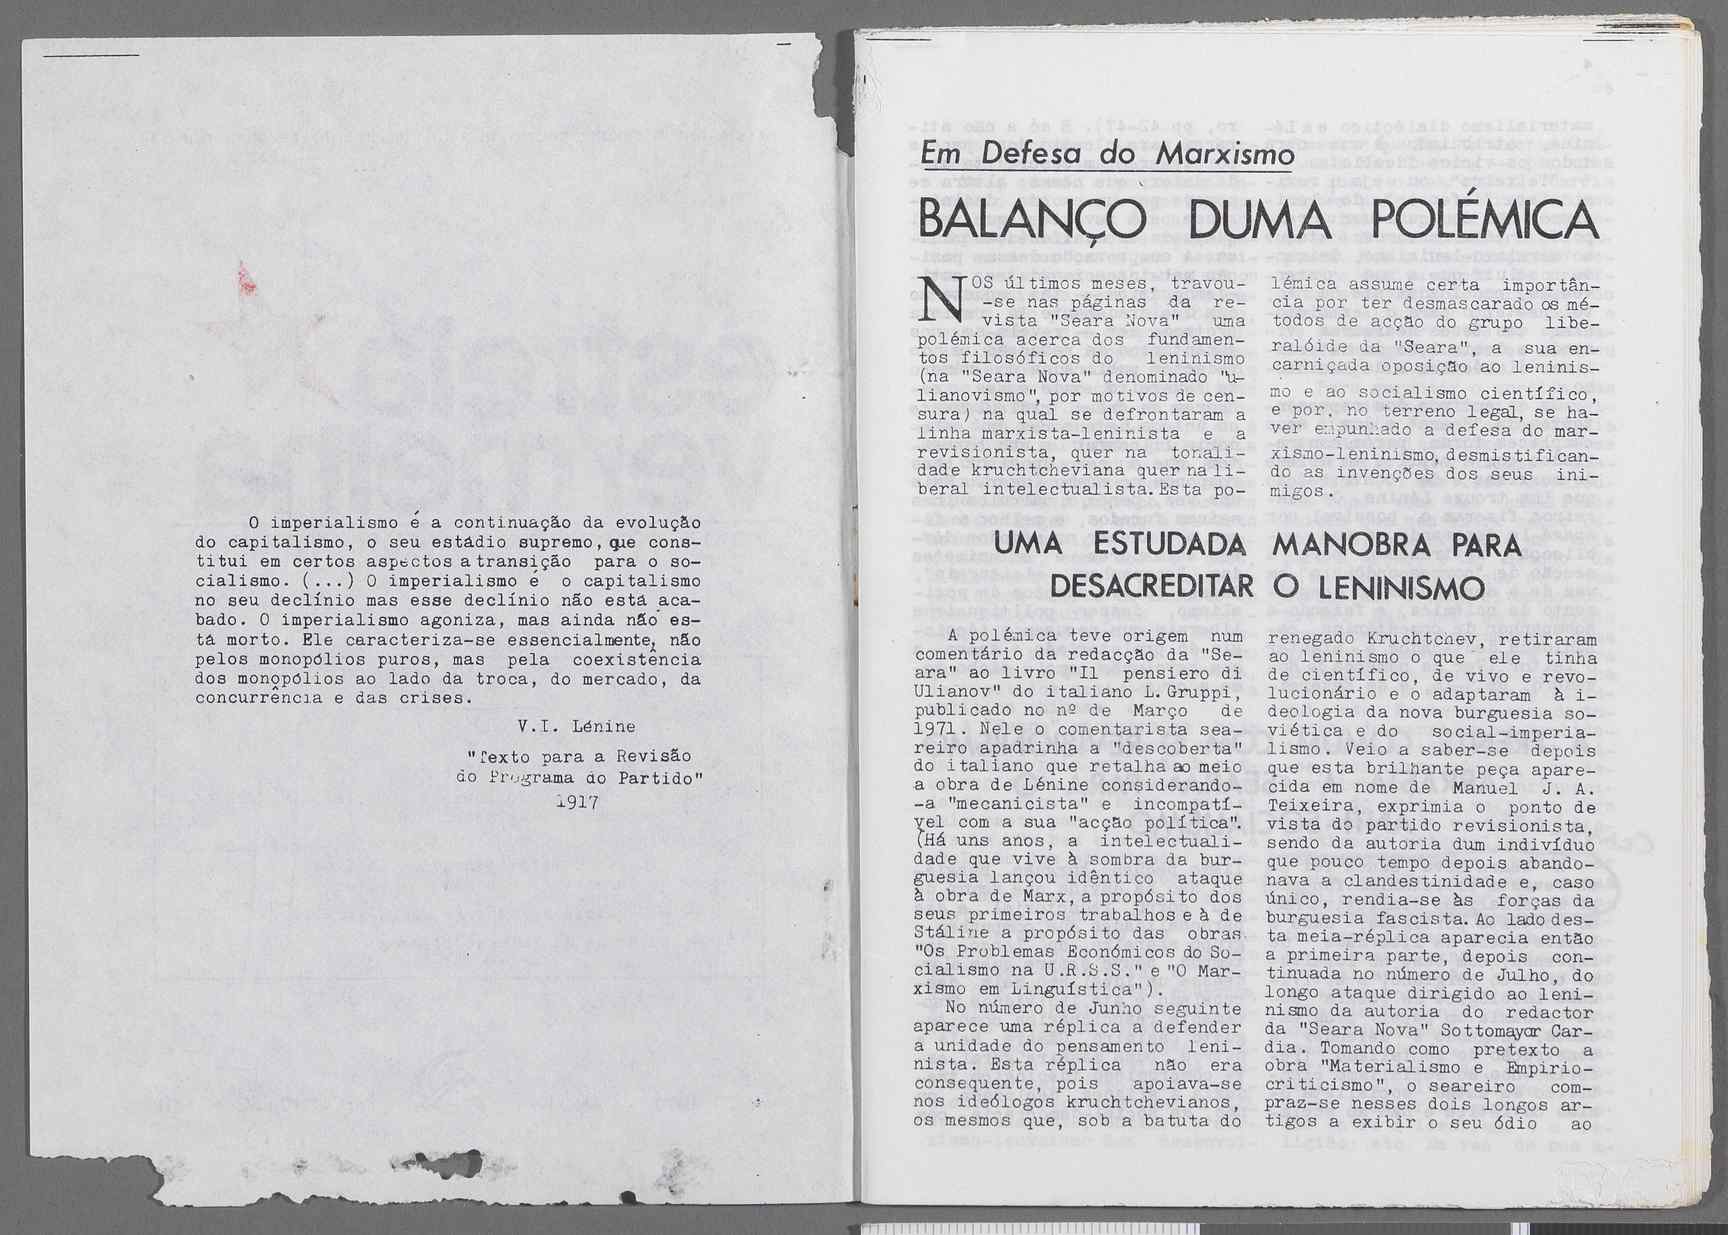 O imperialismo é a continuação da evolução
do capitalismo, o seu estádio supremo, que cons-
titui em certos aspectos a transição para o so-
cialismo. (...) O imperialismo é o capitalismo
no seu declínio mas esse declínio não está aca-
bado. O imperialismo agoniza, mas ainda não es-
tá morto. Ele caracteriza-se essencialmente, não
pelos monopólios puros, mas pela coexistência
dos monopólios ao lado da troca, do mercado, da
concurrência e das crises.
V.I. Lénine
"Texto para a Revisão
do Programa do Partido"
1917
Em Defesa do Marxismo
BALANÇO DUMA POLÉMICA
NOS últimos meses, travou-
-se nas páginas da re-
vista "Seara Nova" uma
polémica acerca dos fundamen-
tos filosóficos do leninismo
(na "Seara Nova" denominado "u-
lianovismo", por motivos de cen-
sura) na qual se defrontaram a
linha marxista-leninista e a
revisionista, quer na tonali-
dade kruchtcheviana quer na li-
beral intelectualista. Esta po-
lémica assume certa importân-
cia por ter desmascarado os mé-
todos de acção do grupo libe-
ralóide da "Seara", a sua en-
carniçada oposição ao leninis-
mo e ao socialismo científico,
e por, no terreno legal, se ha-
ver empunhado a defesa do mar-
xismo-leninismo, desmistifican-
do as invenções dos seus ini-
migos.
UMA ESTUDADA MANOBRA PARA
DESACREDITAR O LENINISMO
A polémica teve origem num
comentário da redacção da "Se-
ara" ao livro "Il pensiero di
Ulianov" do italiano L. Gruppi,
publicado no nº de Março de
1971. Nele o comentarista sea-
reiro apadrinha a "descoberta"
do italiano que retalha ao meio
a obra de Lénine considerando-
-a "mecanicista" e incompatí-
vel com a sua "acção política".
(Há uns anos, a intelectuali-
dade que vive à sombra da bur-
guesia lançou idêntico ataque
à obra de Marx, a propósito dos
seus primeiros trabalhos e à de
Stáline a propósito das obras
"Os Problemas Económicos do So-
cialismo na U.R.S.S." e "O Mar-
xismo em Linguística").
No número de Junho seguinte
aparece uma réplica a defender
a unidade do pensamento leni-
nista. Esta réplica não era
consequente, pois apoiava-se
nos ideólogos kruchtchevianos,
os mesmos que, sob a batuta do
renegado Kruchtchev, retiraram
ao leninismo o que ele tinha
de científico, de vivo e revo-
lucionário e o adaptaram à i-
deologia da nova burguesia so-
viética e do social-imperia-
lismo. Veio a saber-se depois
que esta brilhante peça apare-
cida em nome de Manuel J. A.
Teixeira, exprimia o ponto de
vista do partido revisionista,
sendo da autoria dum indivíduo
que pouco tempo depois abando-
nava a clandestinidade e, caso
único, rendia-se às forças da
burguesia fascista. Ao lado des-
ta meia-réplica aparecia então
a primeira parte, depois con-
tinuada no número de Julho, do
longo ataque dirigido ao leni-
nismo da autoria do redactor
da "Seara Nova" Sottomayor Car-
dia. Tomando como pretexto a
obra "Materialismo e Empirio-
criticismo", o seareiro com-
praz-se nesses dois longos ar-
tigos a exibir o seu ódio ao